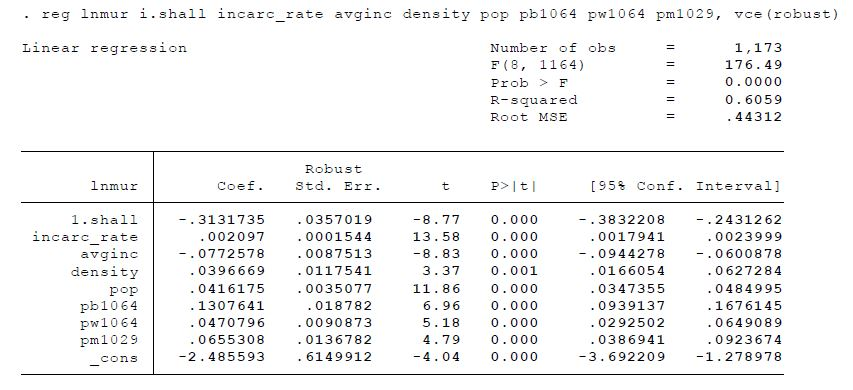 . reg lnmur i.shall incarc_rate avginc density pop pb1064 pw1064 pm1029, vce(robust)
Linear regression Number of obs = 1,173
F(8, 1164) = 176.49
Prob > F = 0.0000
R-squared = 0.6059
Root MSE = .44312
Robust
lnmur Coef. Std. Err. t P>|t| [95% Conf. Interval]
1.shall -.3131735 .0357019 -8.77 0.000 -.3832208 -.2431262
incarc_rate .002097 .0001544 13.58 0.000 .0017941 .0023999
avginc -.0772578 .0087513 -8.83 0.000 -.0944278 -.0600878
density .0396669 .0117541 3.37 0.001 .0166054 .0627284
pop .0416175 .0035077 11.86 0.000 .0347355 .0484995
pb1064 .1307641 .018782 6.96 0.000 .0939137 .1676145
pw1064 .0470796 .0090873 5.18 0.000 .0292502 .0649089
pm1029 .0655308 .0136782 4.79 0.000 .0386941 .0923674
_cons -2.485593 .6149912 -4.04 0.000 -3.692209 -1.278978